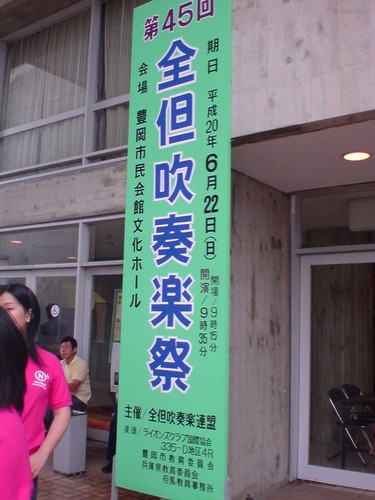 第45回
全但吹奏楽祭
期日 平成20年6月22日(日)
開場/9時15分
開演/9時35分
会場 豊岡市民会館文化ホール
主催/全但吹奏楽連盟
後援/ライオンズクラブ国際協会
335-D地区4R
豊岡市教育委員会
兵庫県教育委員会
但馬教育事務所